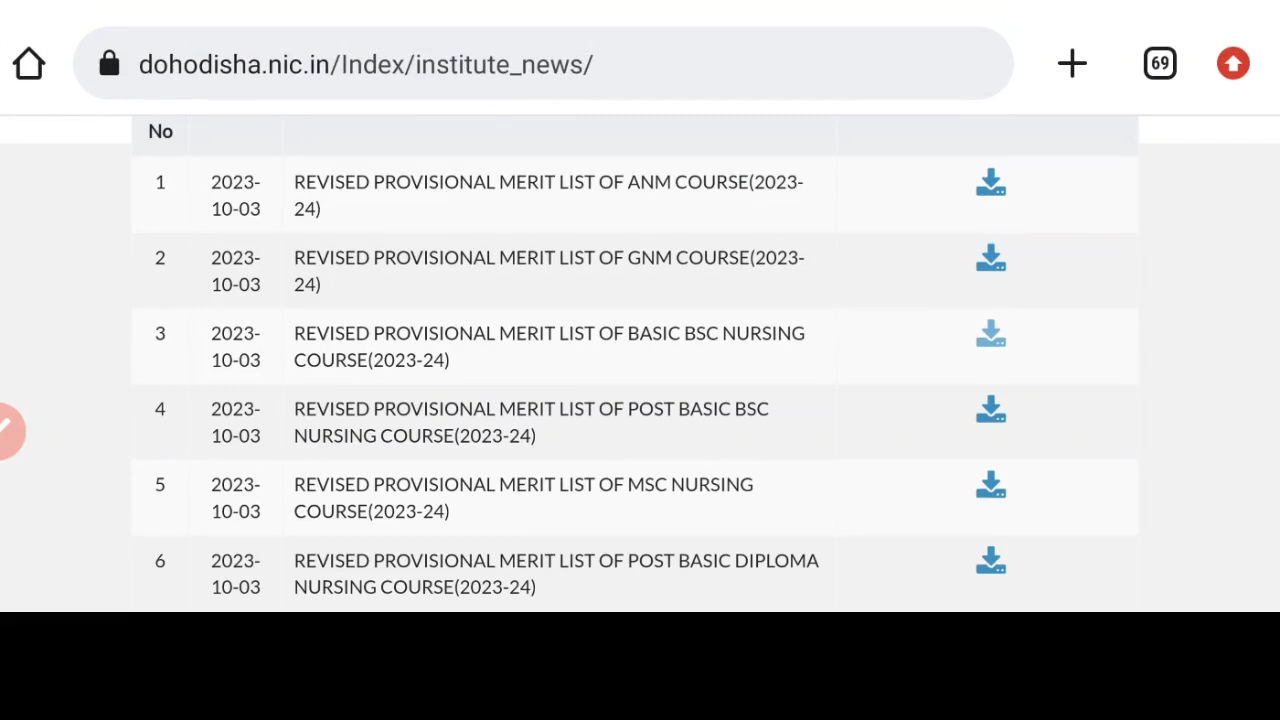 dohodisha.nic.in/Index/institute_news/
69
No
1 2023- REVISED PROVISIONAL MERIT LIST OF ANM COURSE(2023-
10-03 24)
2 2023- REVISED PROVISIONAL MERIT LIST OF GNM COURSE(2023-
10-03 24)
3 2023- REVISED PROVISIONAL MERIT LIST OF BASIC BSC NURSING
10-03 COURSE(2023-24)
4 2023- REVISED PROVISIONAL MERIT LIST OF POST BASIC BSC
10-03 NURSING COURSE(2023-24)
5 2023- REVISED PROVISIONAL MERIT LIST OF MSC NURSING
10-03 COURSE(2023-24)
6 2023- REVISED PROVISIONAL MERIT LIST OF POST BASIC DIPLOMA
10-03 NURSING COURSE(2023-24)